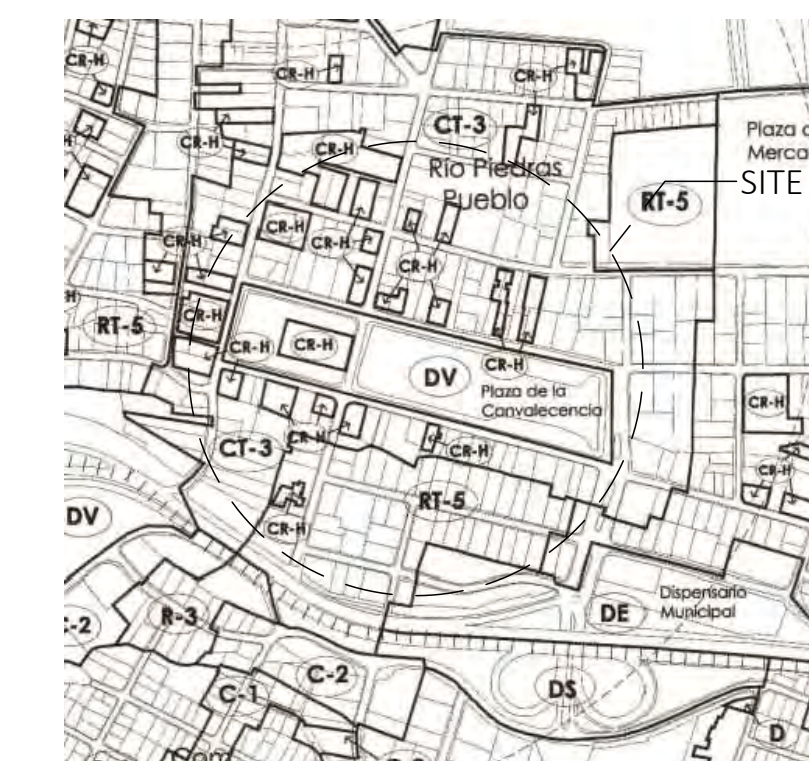 CR-H
CR-H
CR-H
CT-3
Río Piedras
Pueblo
Plaza
Merca
SITE
RT-5
CR-H
CR-H
CR-H
CR-H
CR-H
CR-H
RT-5
CR-H
CR-H
CR-H
CR-H
DV
Plaza de la
Convalecencia
CR-H
CR-H
CT-3
CR-H
CR-H
CR-H
RT-5
DV
CR-H
Dispensario
Municipal
DE
R-3
-2
C-2
C-1
DS
D